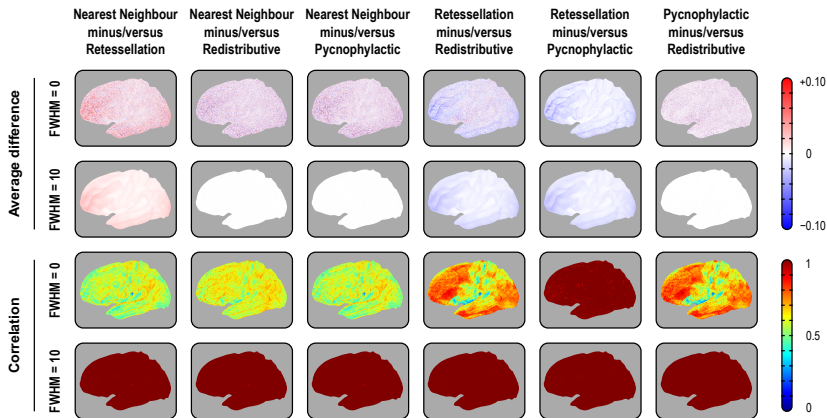 Nearest Neighbour
minus/versus
Retessellation
Nearest Neighbour
minus/versus
Redistributive
Nearest Neighbour
minus/versus
Pycnophylactic
Retessellation
minus/versus
Redistributive
Retessellation
minus/versus
Pycnophylactic
Pycnophylactic
minus/versus
Redistributive
Average difference
FWHM = 0
FWHM = 10
+0.10
0
−0.10
Correlation
FWHM = 0
FWHM = 10
1
0.5
0